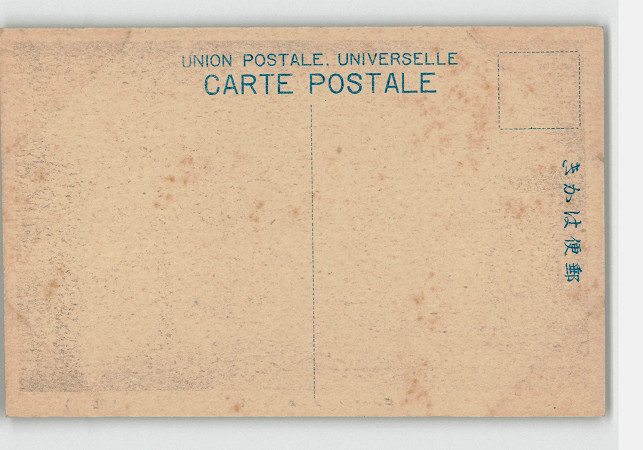 UNION POSTALE. UNIVERSELLE
CARTE POSTALE
きかは便郵